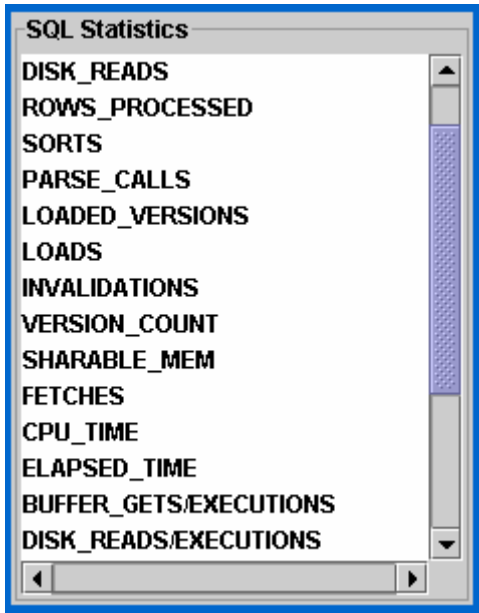 SQL Statistics
DISK_READS
ROWS_PROCESSED
SORTS
PARSE_CALLS
LOADED_VERSIONS
LOADS
INVALIDATIONS
VERSION_COUNT
SHARABLE_MEM
FETCHES
CPU_TIME
ELAPSED_TIME
BUFFER_GETS/EXECUTIONS
DISK_READS/EXECUTIONS